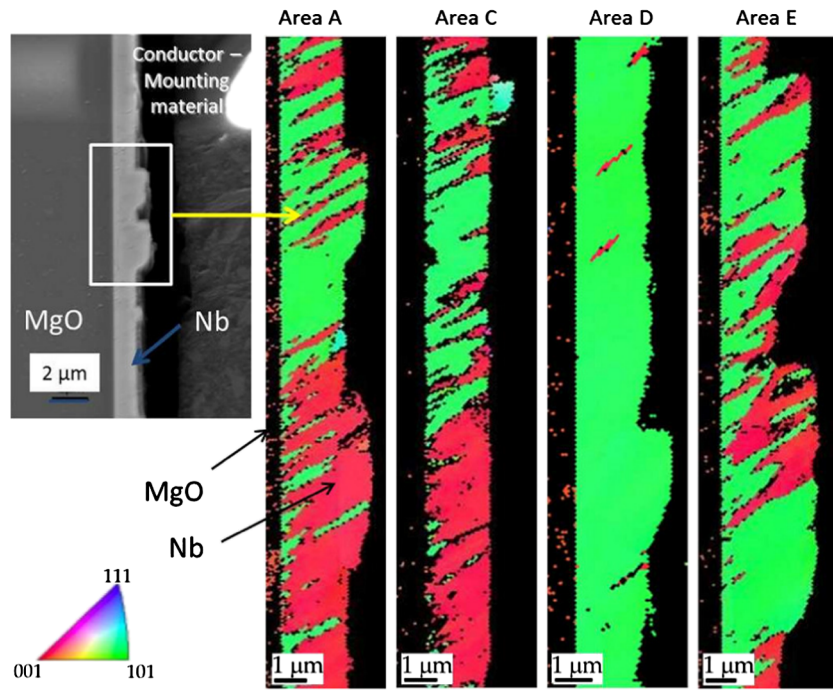 Area A
Area C
Area D
Area E
Conductor –
Mounting
material
MgO
Nb
2 µm
MgO
Nb
111
001
101
1 µm
1 µm
1 µm
1 µm